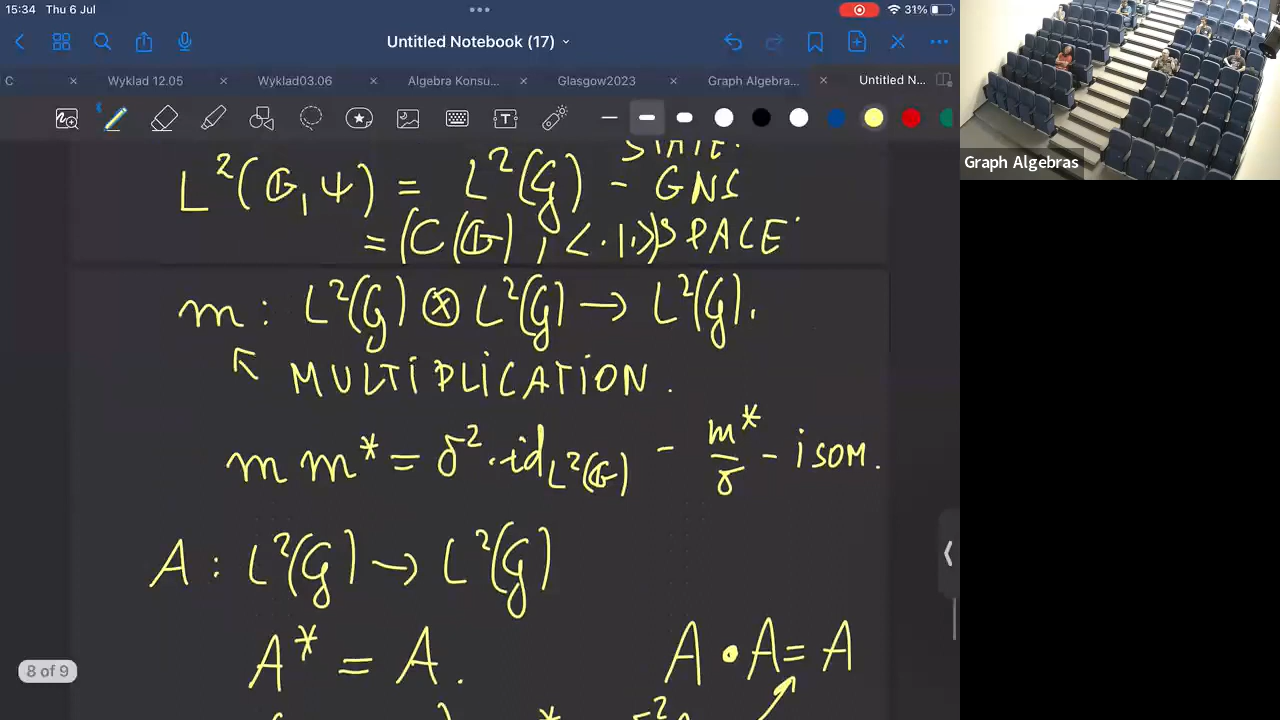 15:34 Thu 6 Jul
31%
Untitled Notebook (17)
C
Wyklad 12.05
Wyklad03.06
Algebra Konsu...
Glasgow2023
Graph Algebra...
Untitled N...
Graph Algebras
STATE.
L²(𝔾,ψ) = L²(𝔾) - GNS
= (C(𝔾), <·|·>) SPACE
m: L²(𝔾) ⊗ L²(𝔾) → L²(𝔾).
↖ MULTIPLICATION.
m m* = δ²·id_{L²(𝔾)} - m*/δ - isom.
A: L²(𝔾) → L²(𝔾)
A* = A. A • A = A
8 of 9